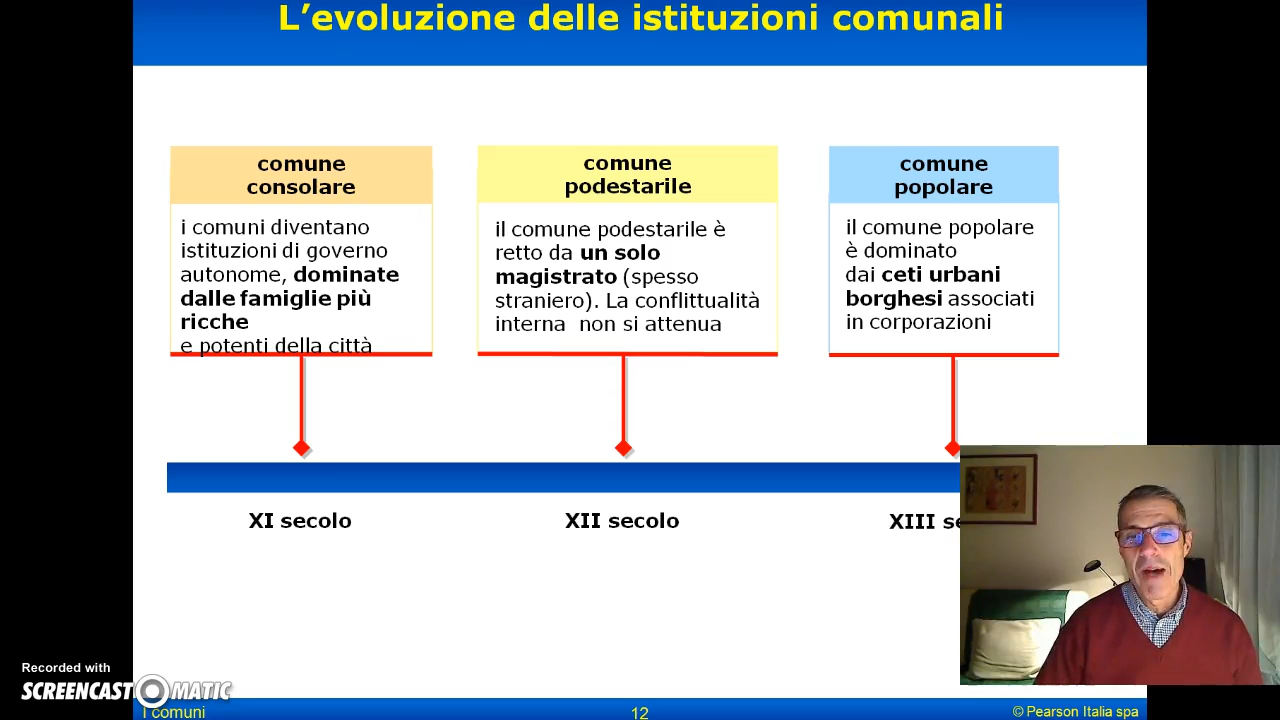 L’evoluzione delle istituzioni comunali
comune
consolare
i comuni diventano
istituzioni di governo
autonome, dominate
dalle famiglie più
ricche
e potenti della città
comune
podestarile
il comune podestarile è
retto da un solo
magistrato (spesso
straniero). La conflittualità
interna non si attenua
comune
popolare
il comune popolare
è dominato
dai ceti urbani
borghesi associati
in corporazioni
XI secolo
XII secolo
XIII se
Recorded with
SCREENCAST-O-MATIC
I comuni
12
© Pearson Italia spa